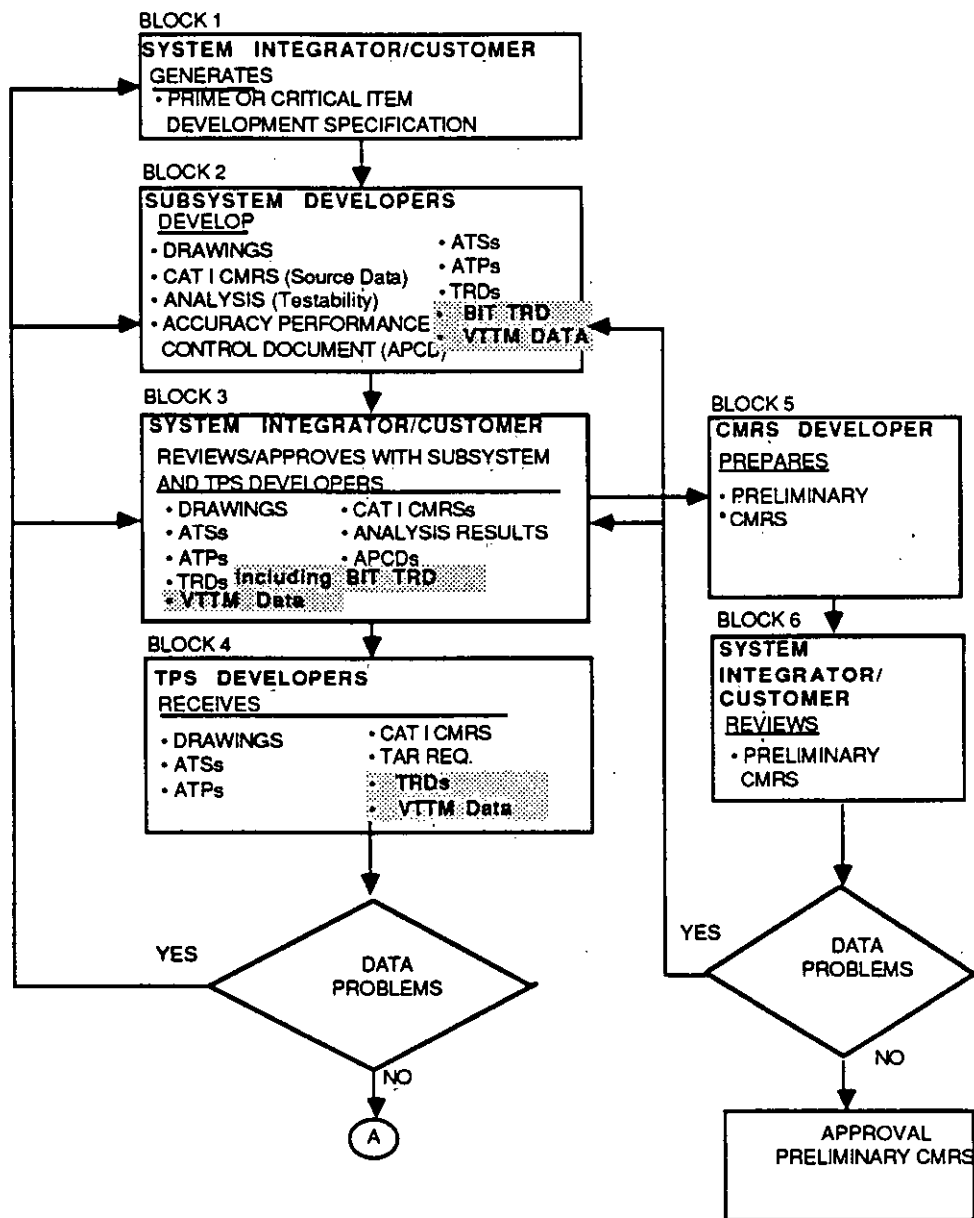 BLOCK 1
SYSTEM INTEGRATOR/CUSTOMER
GENERATES
• PRIME OR CRITICAL ITEM
DEVELOPMENT SPECIFICATION
BLOCK 2
SUBSYSTEM DEVELOPERS
DEVELOP
• DRAWINGS
• CAT I CMRS (Source Data)
• ANALYSIS (Testability)
• ACCURACY PERFORMANCE
CONTROL DOCUMENT (APCD)
• ATSs
• ATPs
• TRDs
• BIT TRD
• VTTM DATA
BLOCK 3
SYSTEM INTEGRATOR/CUSTOMER
REVIEWS/APPROVES WITH SUBSYSTEM
AND TPS DEVELOPERS
• DRAWINGS
• ATSs
• ATPs
• TRDs including BIT TRD
• VTTM Data
• CAT I CMRSs
• ANALYSIS RESULTS
• APCDs
BLOCK 4
TPS DEVELOPERS
RECEIVES
• DRAWINGS
• ATSs
• ATPs
• CAT I CMRS
• TAR REQ.
• TRDs
• VTTM Data
YES
DATA
PROBLEMS
NO
A
BLOCK 5
CMRS DEVELOPER
PREPARES
• PRELIMINARY
• CMRS
BLOCK 6
SYSTEM
INTEGRATOR/
CUSTOMER
REVIEWS
• PRELIMINARY
CMRS
YES
DATA
PROBLEMS
NO
APPROVAL
PRELIMINARY CMRS